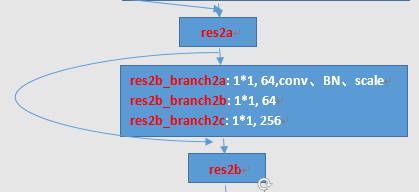 res2a
res2b_branch2a: 1*1, 64,conv、BN、scale
res2b_branch2b: 1*1, 64
res2b_branch2c: 1*1, 256
res2b